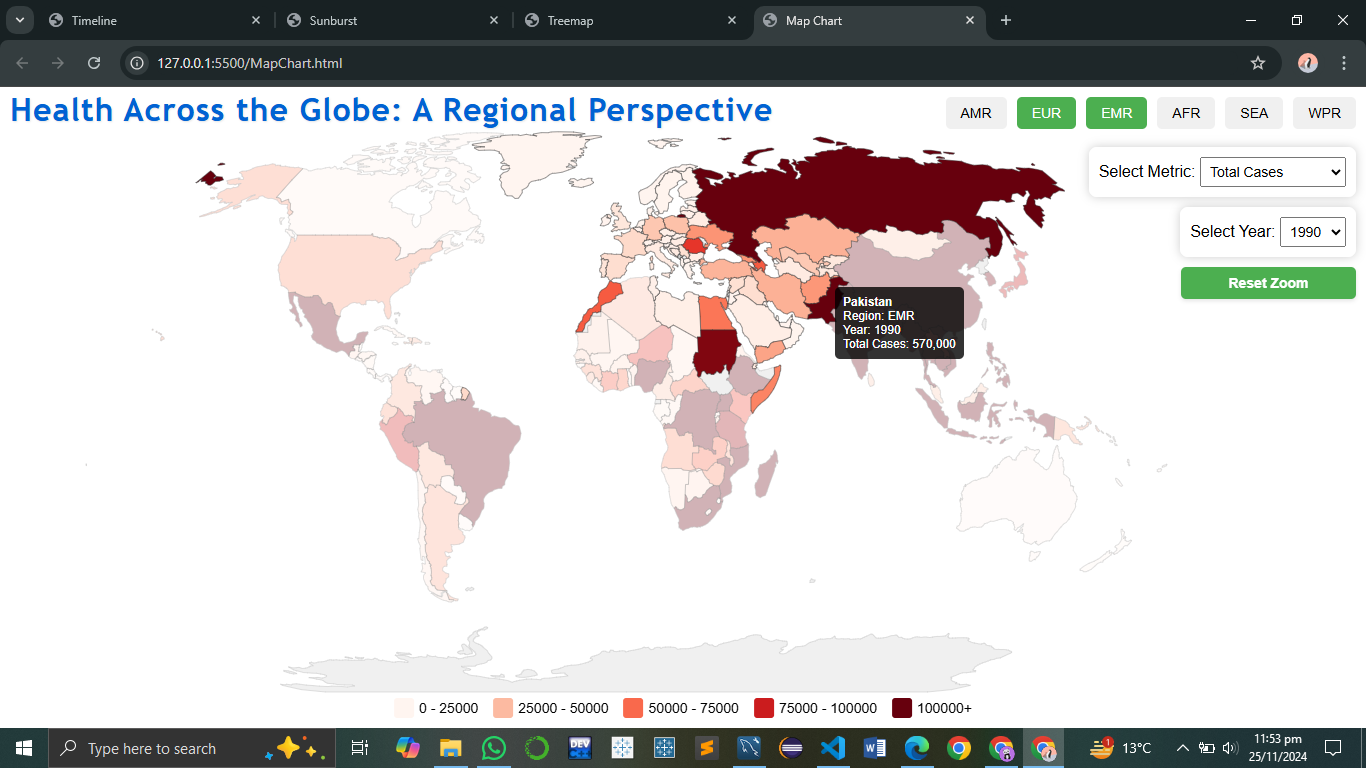 Timeline
Sunburst
Treemap
Map Chart
127.0.0.1:5500/MapChart.html
Health Across the Globe: A Regional Perspective
AMR
EUR
EMR
AFR
SEA
WPR
Select Metric:
Total Cases
Select Year:
1990
Reset Zoom
Pakistan
Region: EMR
Year: 1990
Total Cases: 570,000
0 - 25000
25000 - 50000
50000 - 75000
75000 - 100000
100000+
Type here to search
DEV
1
13°C
11:53 pm
25/11/2024